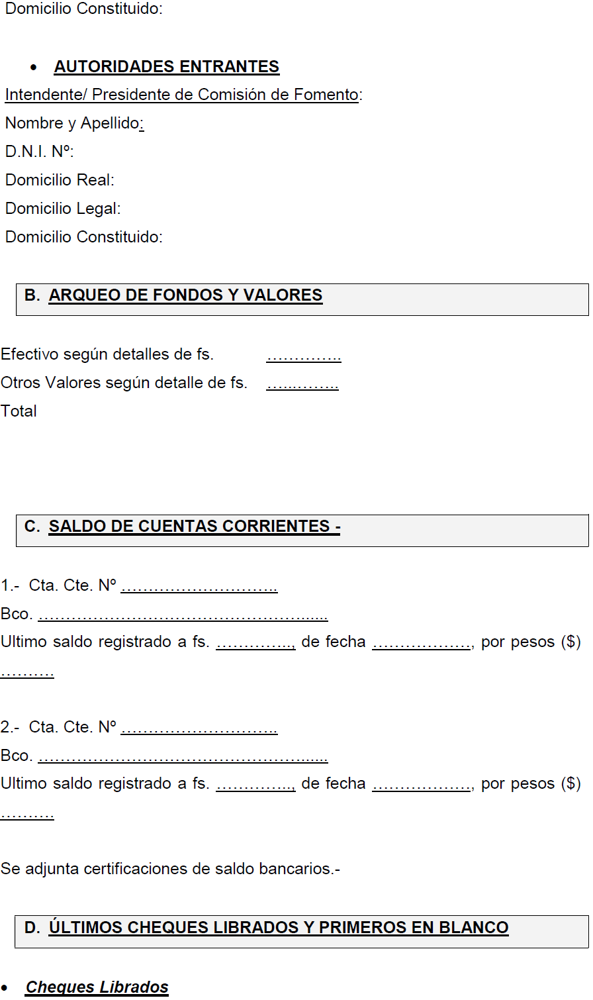 Domicilio Constituido:
• AUTORIDADES ENTRANTES
Intendente/ Presidente de Comisión de Fomento:
Nombre y Apellido:
D.N.I. Nº:
Domicilio Real:
Domicilio Legal:
Domicilio Constituido:
B. ARQUEO DE FONDOS Y VALORES
Efectivo según detalles de fs. …………..
Otros Valores según detalle de fs. …...……..
Total
C. SALDO DE CUENTAS CORRIENTES -
1.- Cta. Cte. Nº ………………………..
Bco. …………………………………………......
Ultimo saldo registrado a fs. ………….., de fecha ………………, por pesos ($)
……….
2.- Cta. Cte. Nº ………………………..
Bco. …………………………………………......
Ultimo saldo registrado a fs. ………….., de fecha ………………, por pesos ($)
……….
Se adjunta certificaciones de saldo bancarios.-
D. ÚLTIMOS CHEQUES LIBRADOS Y PRIMEROS EN BLANCO
• Cheques Librados